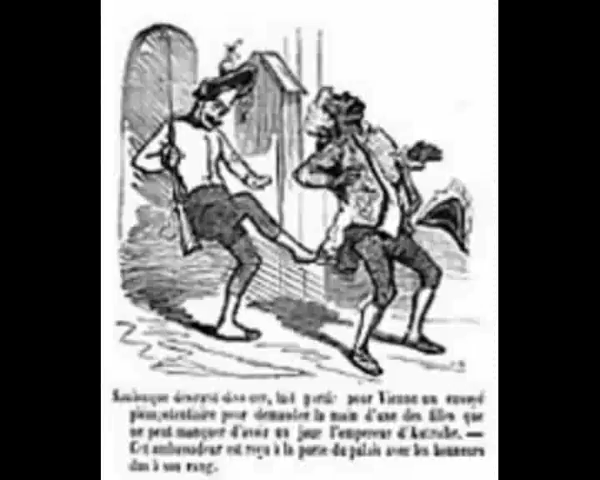 Soulouque devenu césar, fait partir pour Vienne un envoyé
plénipotentiaire pour demander la main d'une des filles que
ne peut manquer d'avoir un jour l'empereur d'Autriche. —
Cet ambassadeur est reçu à la porte du palais avec les honneurs
dus à son rang.